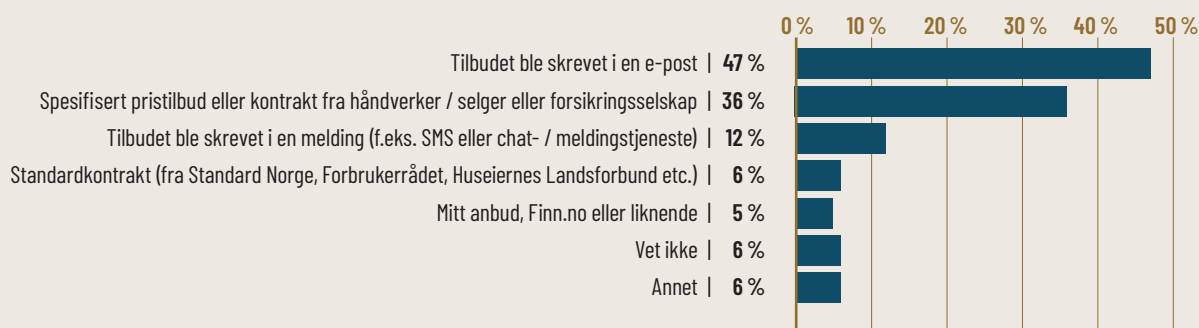 0 % 10 % 20 % 30 % 40 % 50 %
Tilbudet ble skrevet i en e-post | 47 %
Spesifisert pristilbud eller kontrakt fra håndverker / selger eller forsikringsselskap | 36 %
Tilbudet ble skrevet i en melding (f.eks. SMS eller chat- / meldingstjeneste) | 12 %
Standardkontrakt (fra Standard Norge, Forbrukerrådet, Huseiernes Landsforbund etc.) | 6 %
Mitt anbud, Finn.no eller liknende | 5 %
Vet ikke | 6 %
Annet | 6 %